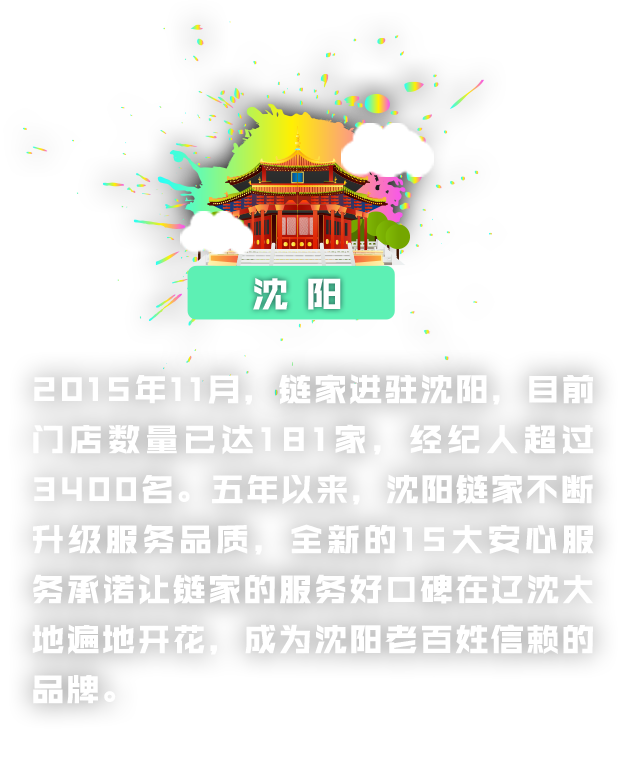 沈阳
2015年11月，链家进驻沈阳，目前
门店数量已达181家，经纪人超过
3400名。五年以来，沈阳链家不断
升级服务品质，全新的15大安心服
务承诺让链家的服务好口碑在辽沈大
地遍地开花，成为沈阳老百姓信赖的
品牌。